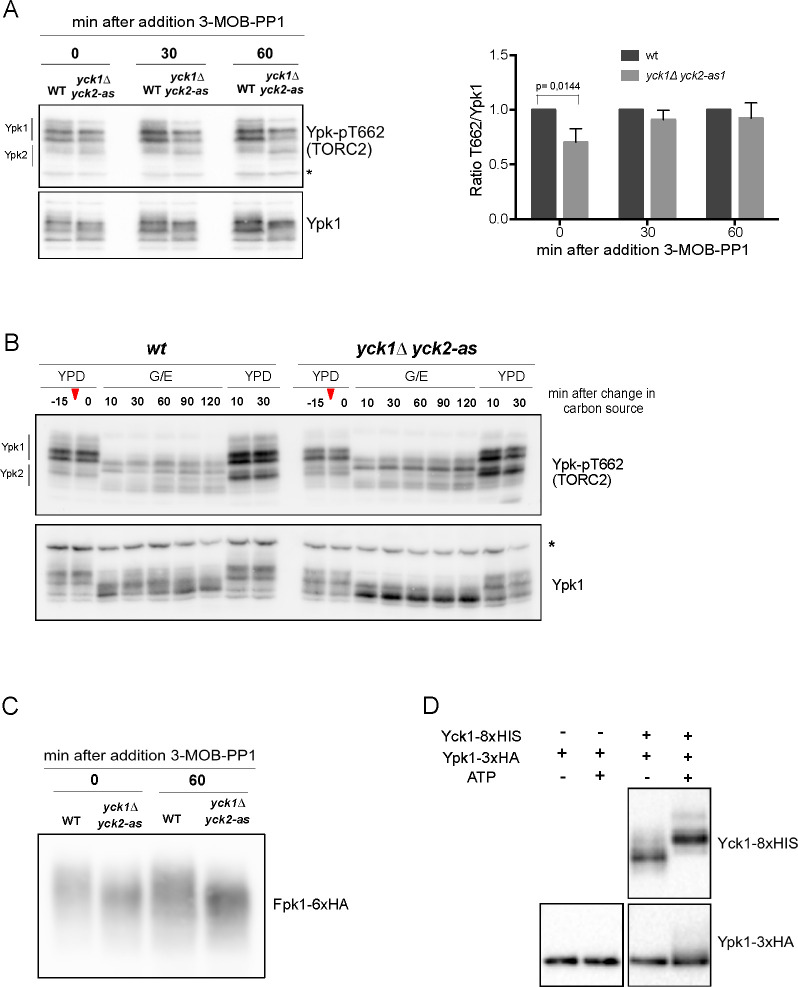 A
min after addition 3-MOB-PP1
0 30 60
WT yck1Δ yck2-as WT yck1Δ yck2-as WT yck1Δ yck2-as
Ypk1
Ypk2
Ypk-pT662
(TORC2)
*
Ypk1
wt
yck1Δ yck2-as1
p= 0,0144
Ratio T662/Ypk1
1.5
1.0
0.5
0.0
0 30 60
min after addition 3-MOB-PP1
B
wt yck1Δ yck2-as
YPD G/E YPD YPD G/E YPD
-15 0 10 30 60 90 120 10 30 -15 0 10 30 60 90 120 10 30
min after change in
carbon source
Ypk1
Ypk2
Ypk-pT662
(TORC2)
*
Ypk1
C
min after addition 3-MOB-PP1
0 60
WT yck1Δ yck2-as WT yck1Δ yck2-as
Fpk1-6xHA
D
Yck1-8xHIS - - + +
Ypk1-3xHA + + + +
ATP - + - +
Yck1-8xHIS
Ypk1-3xHA